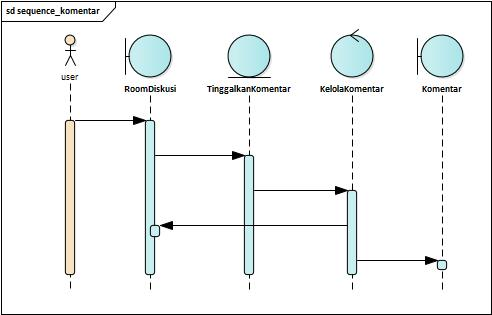 sd sequence_komentar
user
RoomDiskusi
TinggalkanKomentar
KelolaKomentar
Komentar